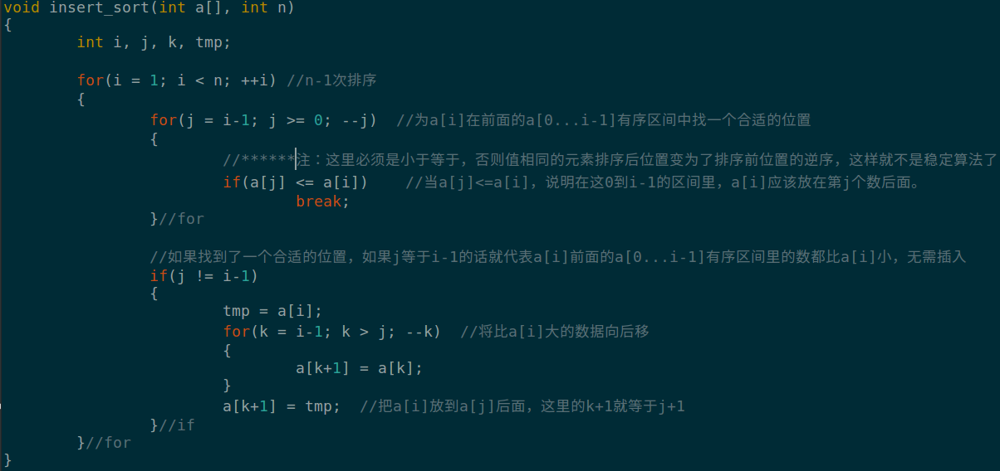 void insert_sort(int a[], int n)
{
int i, j, k, tmp;
for(i = 1; i < n; ++i) //n-1次排序
{
for(j = i-1; j >= 0; --j)  //为a[i]在前面的a[0...i-1]有序区间中找一个合适的位置
{
//******注：这里必须是小于等于，否则值相同的元素排序后位置变为了排序前位置的逆序，这样就不是稳定算法了
if(a[j] <= a[i])    //当a[j]<=a[i]，说明在这0到i-1的区间里，a[i]应该放在第j个数后面。
break;
}//for
//如果找到了一个合适的位置，如果j等于i-1的话就代表a[i]前面的a[0...i-1]有序区间里的数都比a[i]小，无需插入
if(j != i-1)
{
tmp = a[i];
for(k = i-1; k > j; --k)  //将比a[i]大的数据向后移
{
a[k+1] = a[k];
}
a[k+1] = tmp;  //把a[i]放到a[j]后面，这里的k+1就等于j+1
}//if
}//for
}